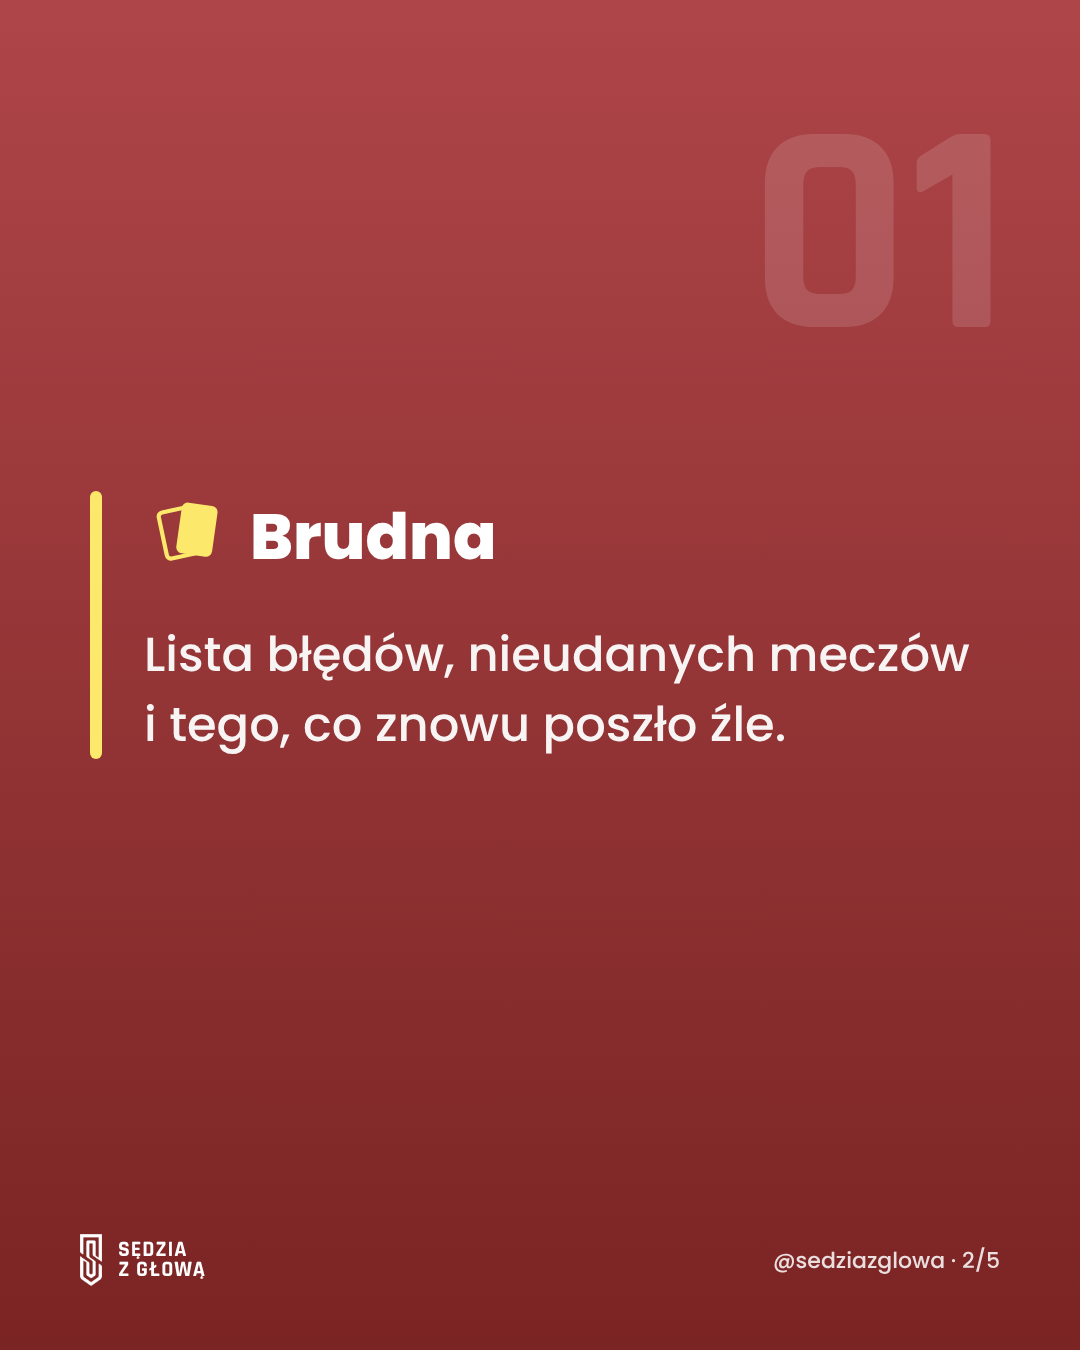 01
Brudna
Lista błędów, nieudanych meczów
i tego, co znowu poszło źle.
SĘDZIA
Z GŁOWĄ
@sedziazglowa · 2/5